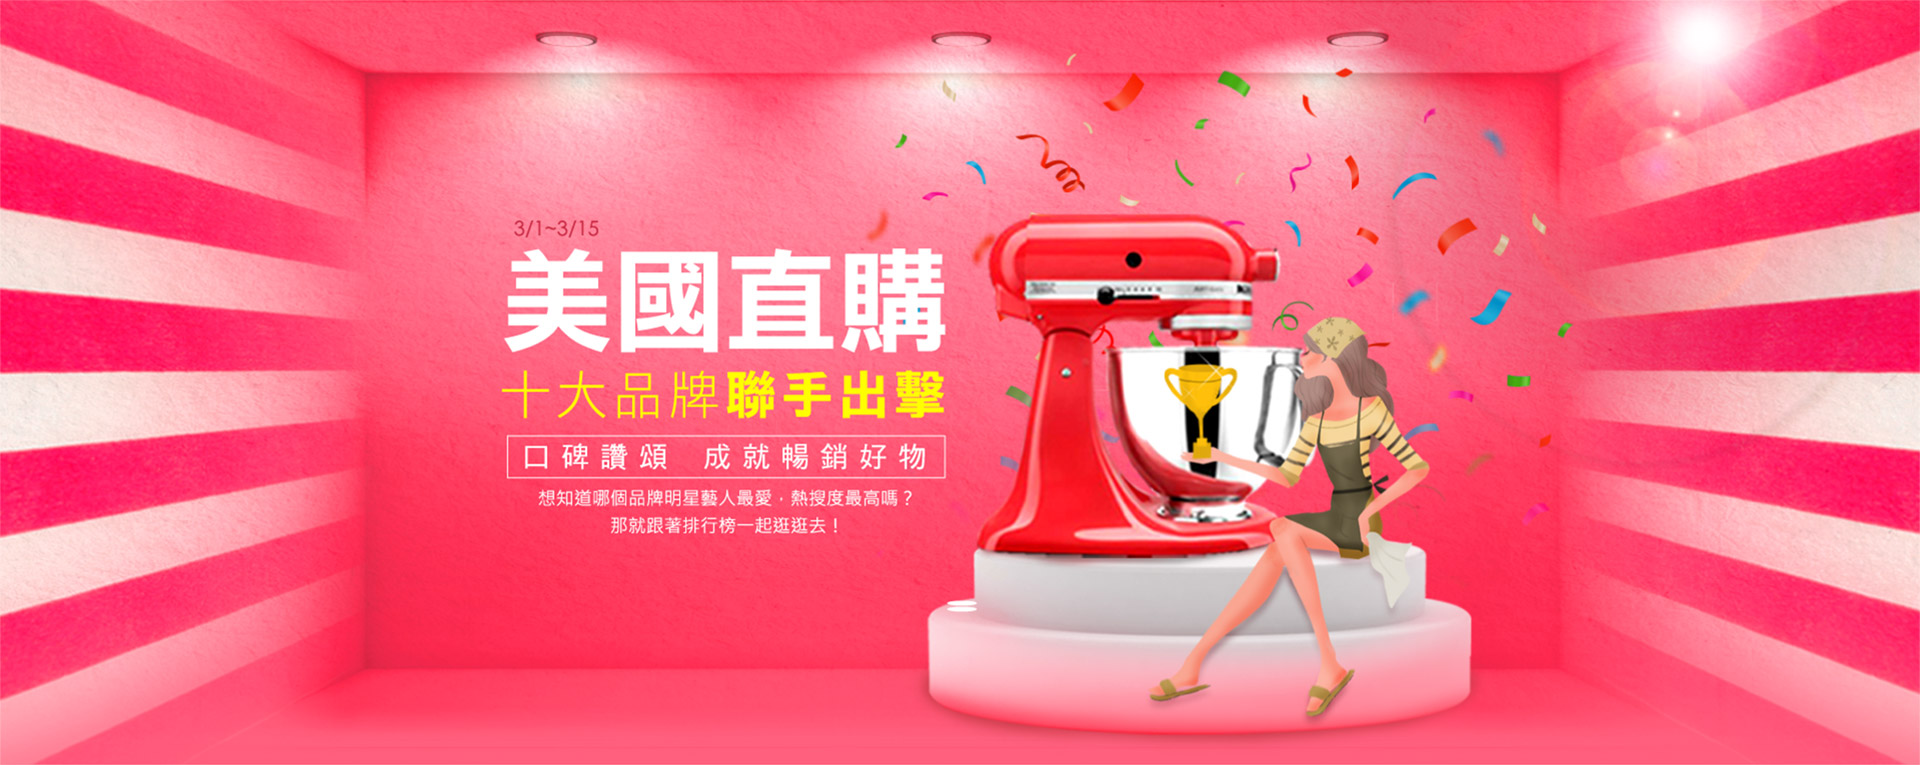 3/1~3/15
美國直購
十大品牌聯手出擊
口碑讚頌 成就暢銷好物
想知道哪個品牌明星藝人最愛，熱搜度最高嗎？
那就跟著排行榜一起逛逛去！